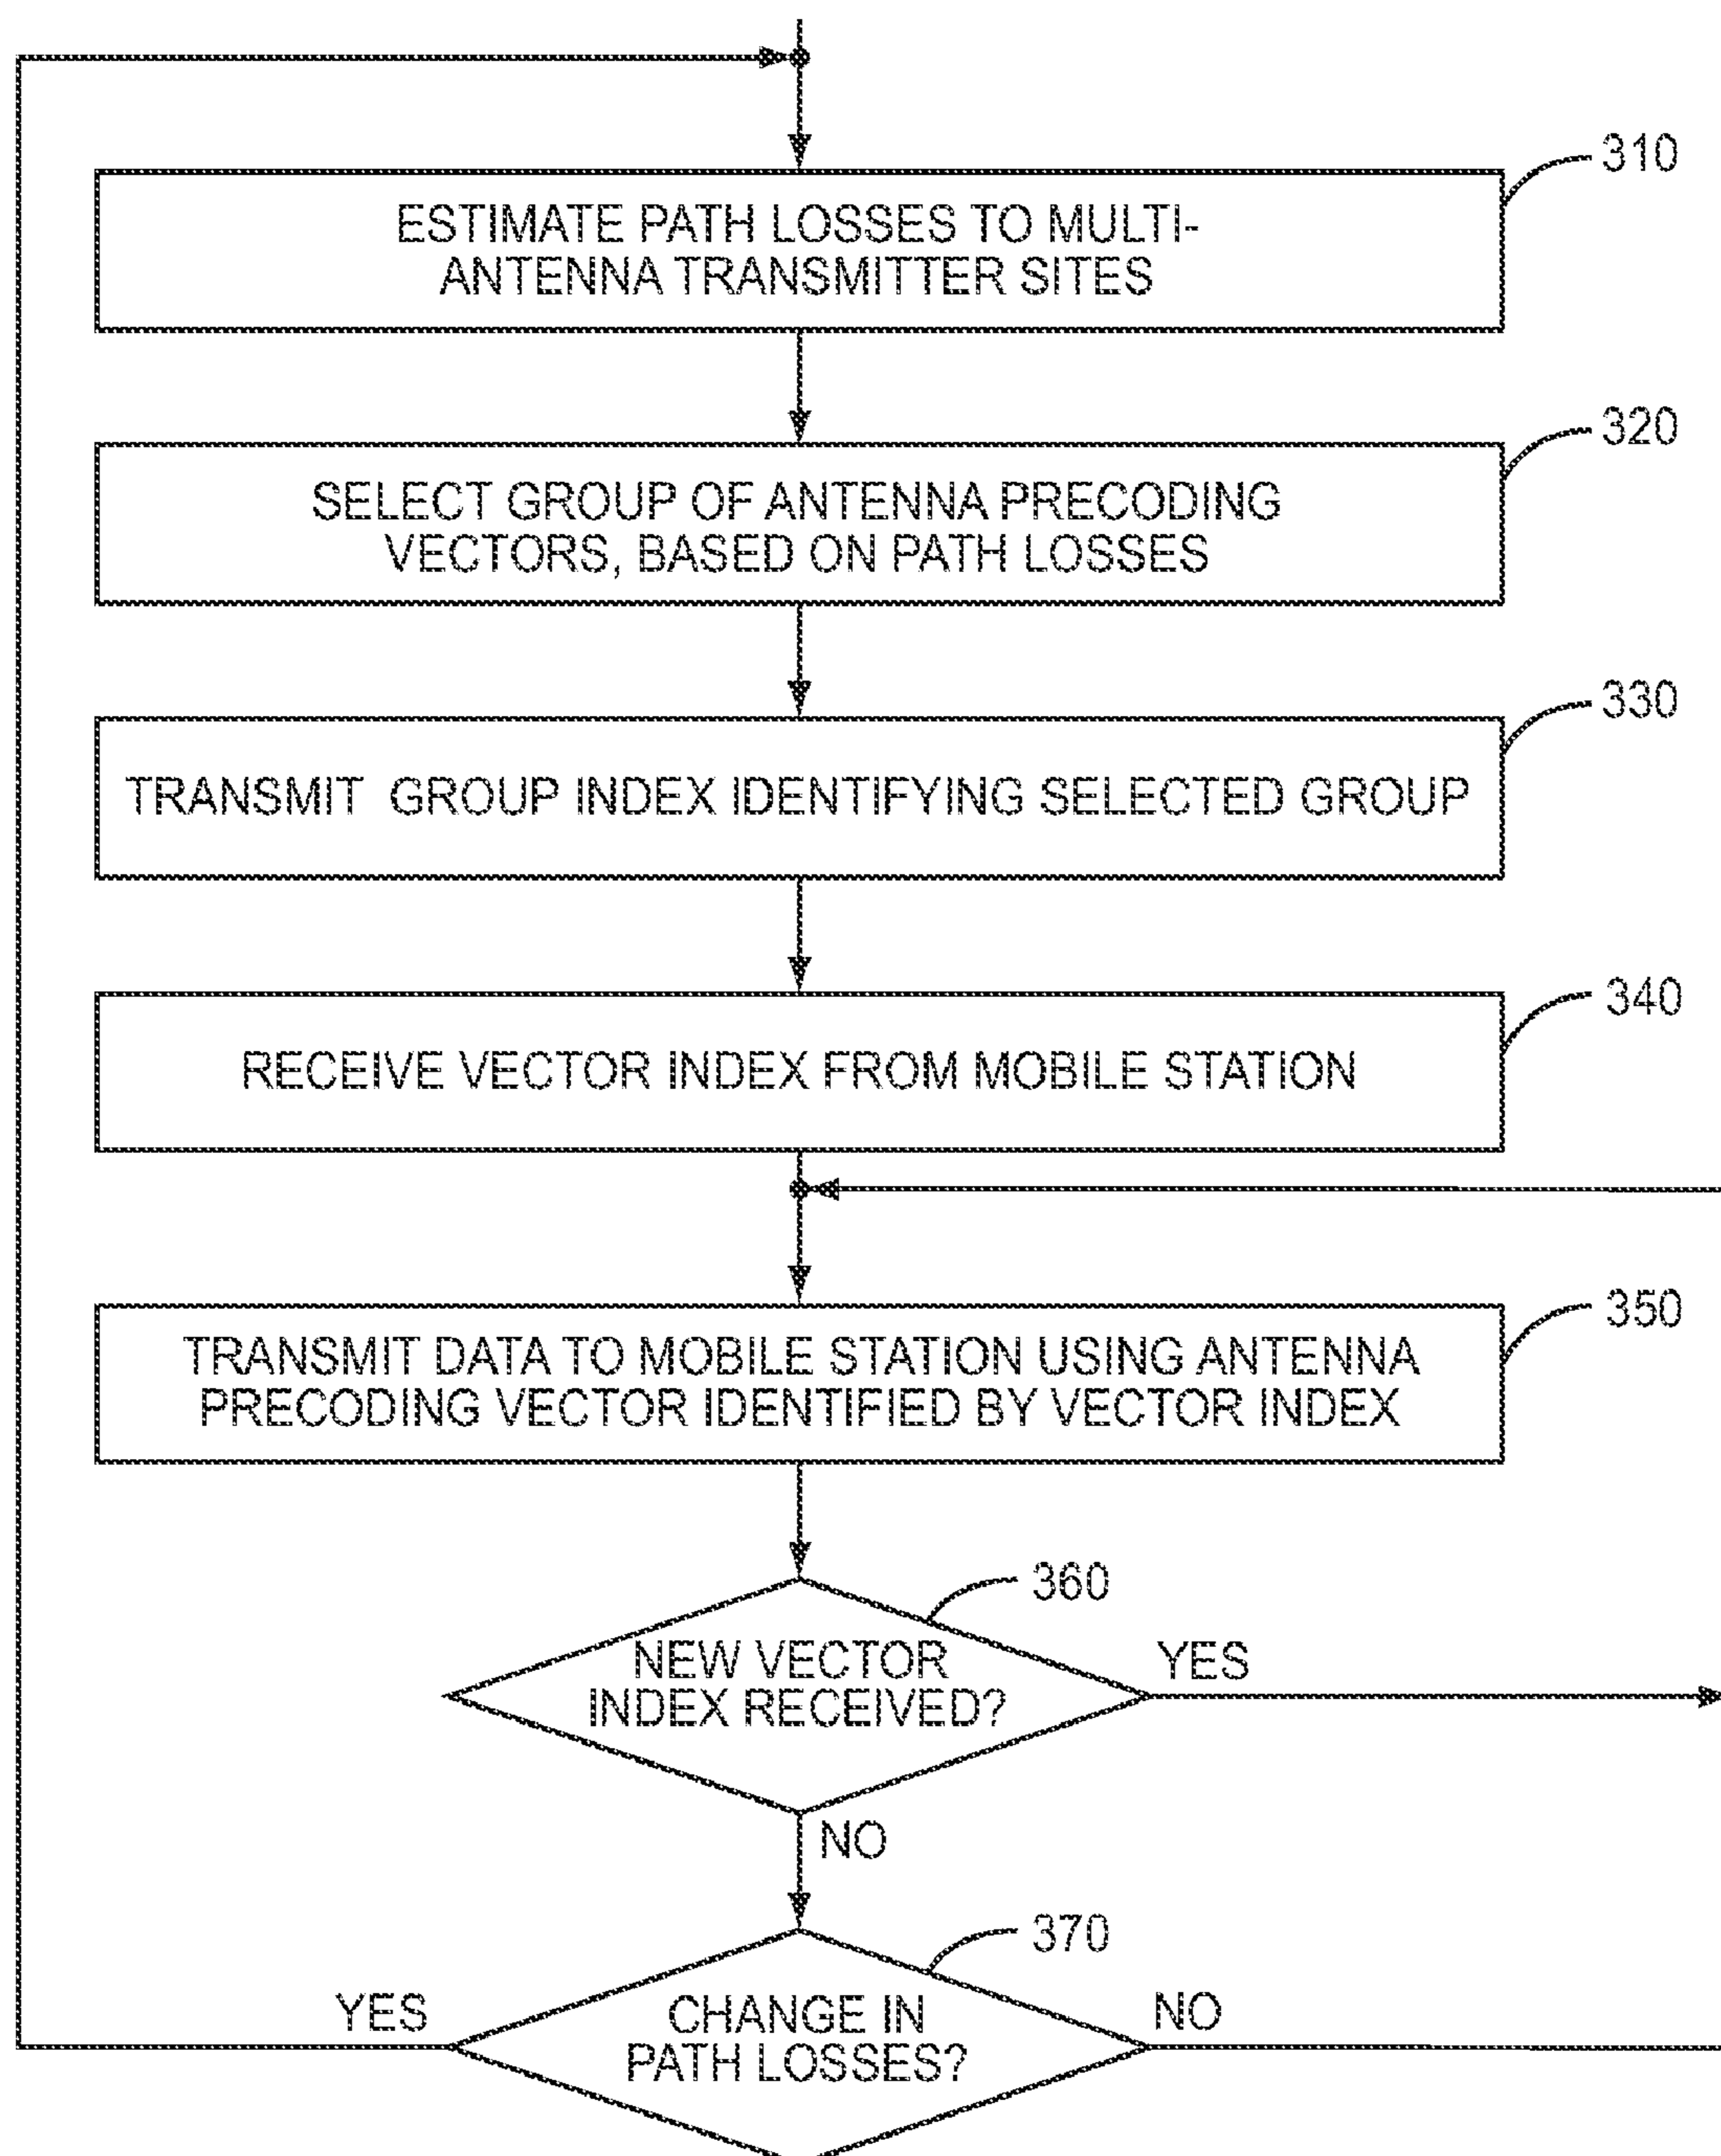 310
ESTIMATE PATH LOSSES TO MULTI-
ANTENNA TRANSMITTER SITES
320
SELECT GROUP OF ANTENNA PRECODING
VECTORS, BASED ON PATH LOSSES
330
TRANSMIT GROUP INDEX IDENTIFYING SELECTED GROUP
340
RECEIVE VECTOR INDEX FROM MOBILE STATION
350
TRANSMIT DATA TO MOBILE STATION USING ANTENNA
PRECODING VECTOR IDENTIFIED BY VECTOR INDEX
360
NEW VECTOR
INDEX RECEIVED?
YES
NO
370
YES
CHANGE IN
PATH LOSSES?
NO